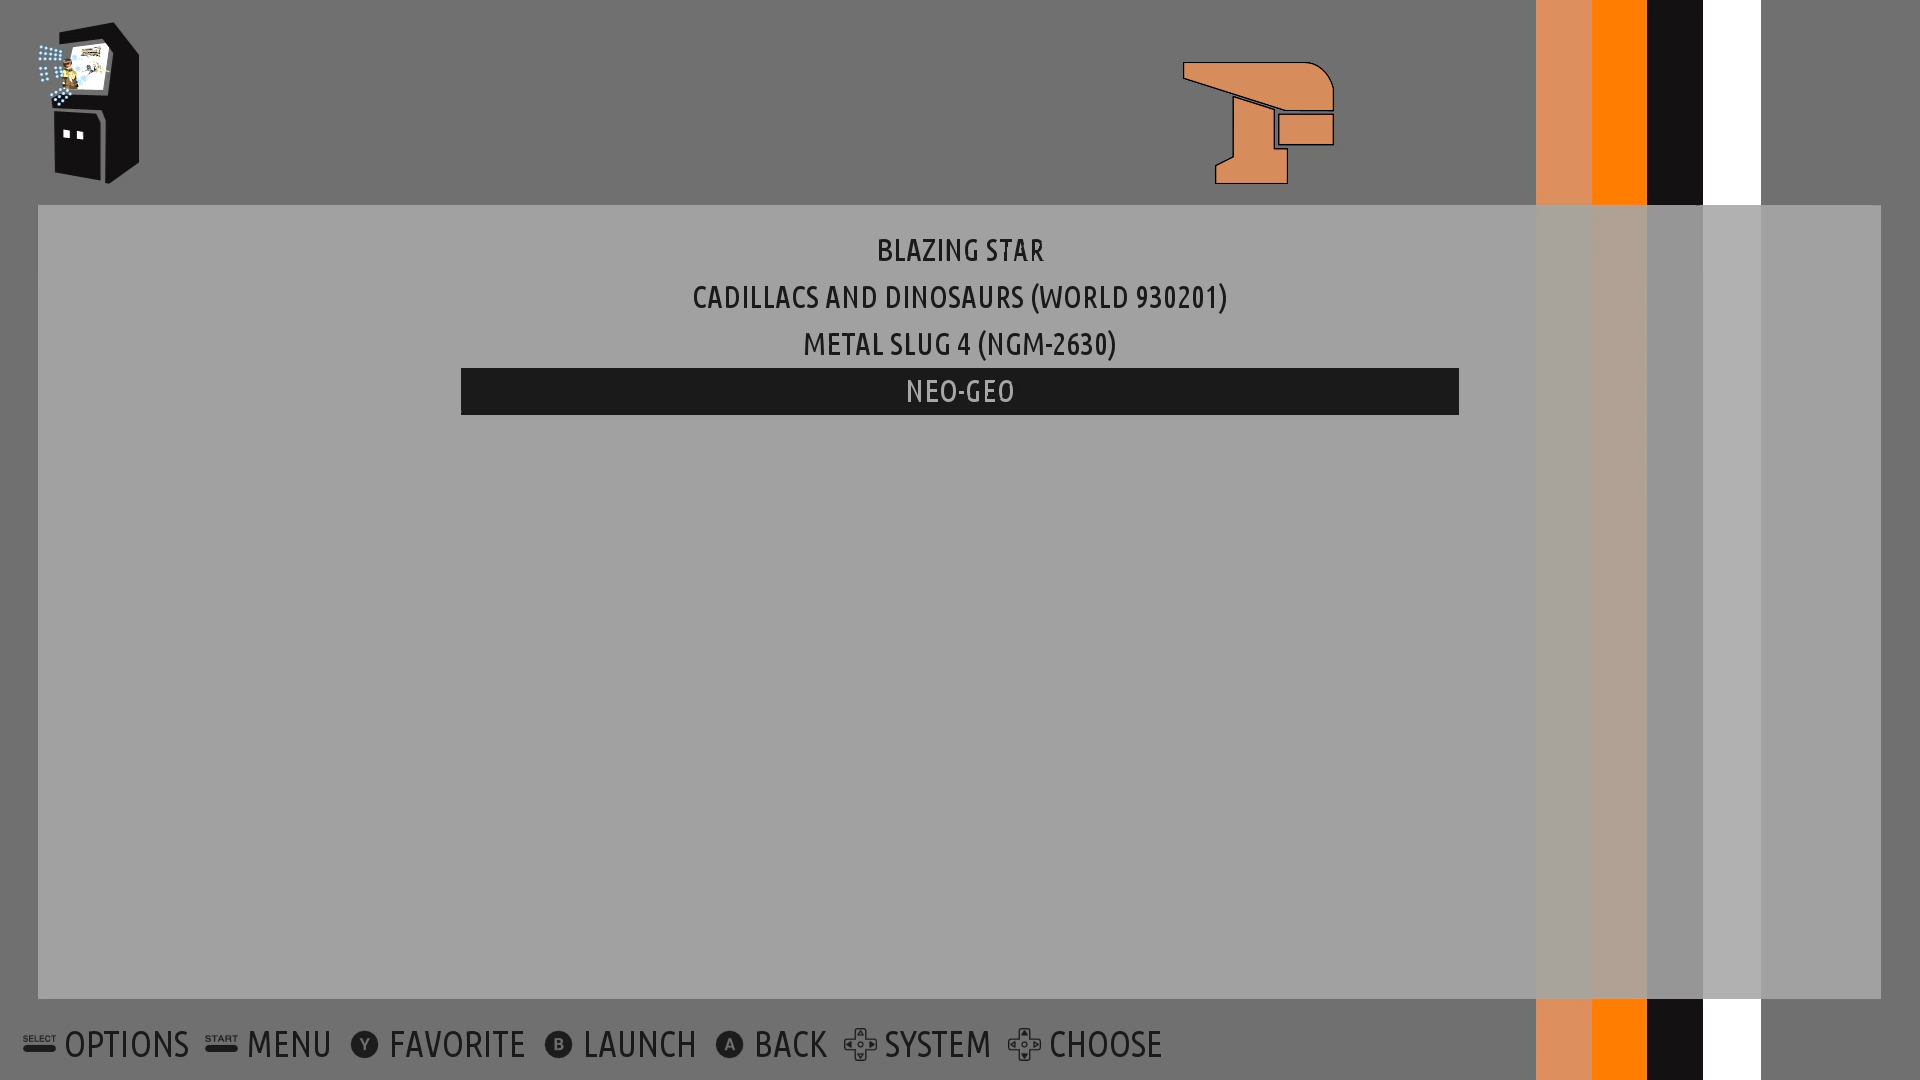 BLAZING STAR
CADILLACS AND DINOSAURS (WORLD 930201)
METAL SLUG 4 (NGM-2630)
NEO-GEO
SELECT OPTIONS START MENU Y FAVORITE B LAUNCH A BACK SYSTEM CHOOSE